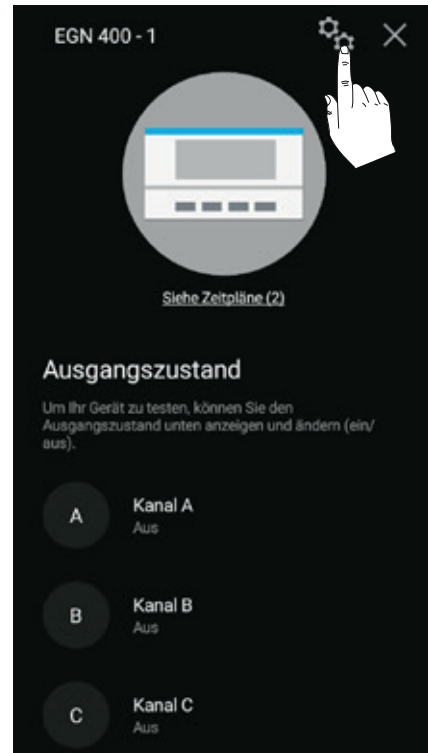 EGN 400 - 1
Siehe Zeitpläne (2)
Ausgangszustand
Um Ihr Gerät zu testen, können Sie den
Ausgangszustand unten anzeigen und ändern (ein/
aus).
A
Kanal A
Aus
B
Kanal B
Aus
C
Kanal C
Aus